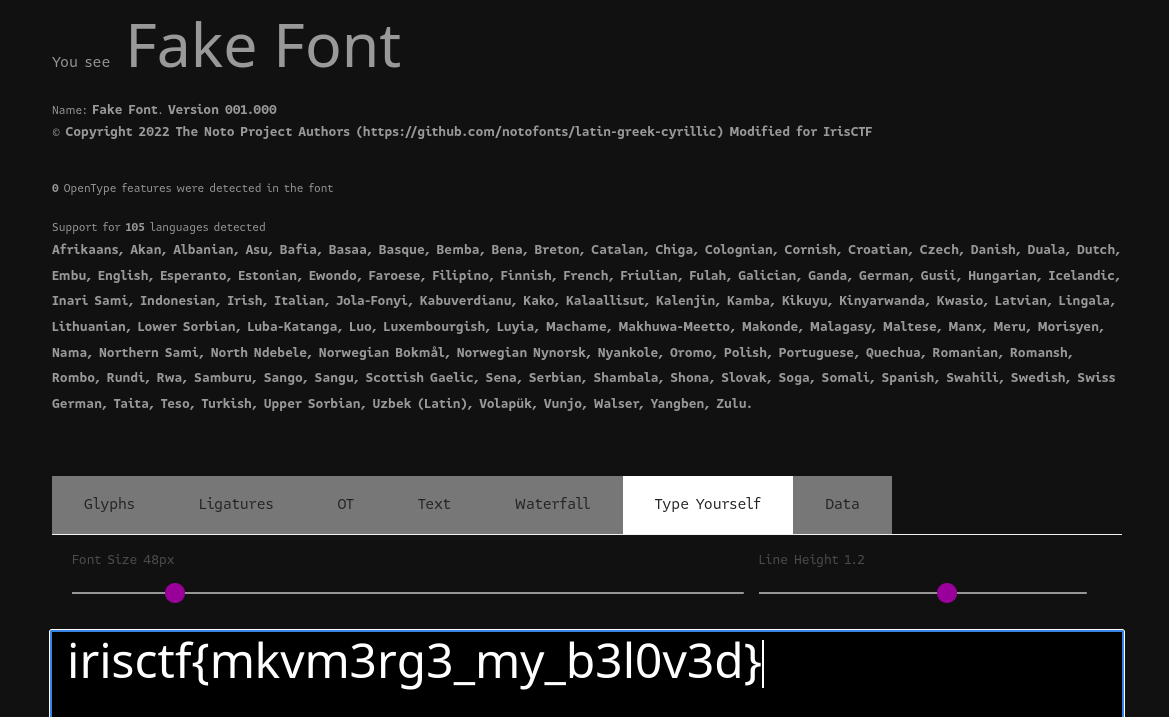 You see Fake Font
Name: Fake Font. Version 001.000
© Copyright 2022 The Noto Project Authors (https://github.com/notofonts/latin-greek-cyrillic) Modified for IrisCTF
0 OpenType features were detected in the font
Support for 105 languages detected
Afrikaans, Akan, Albanian, Asu, Bafia, Basaa, Basque, Bemba, Bena, Breton, Catalan, Chiga, Colognian, Cornish, Croatian, Czech, Danish, Duala, Dutch,
Embu, English, Esperanto, Estonian, Ewondo, Faroese, Filipino, Finnish, French, Friulian, Fulah, Galician, Ganda, German, Gusii, Hungarian, Icelandic,
Inari Sami, Indonesian, Irish, Italian, Jola-Fonyi, Kabuverdianu, Kako, Kalaallisut, Kalenjin, Kamba, Kikuyu, Kinyarwanda, Kwasio, Latvian, Lingala,
Lithuanian, Lower Sorbian, Luba-Katanga, Luo, Luxembourgish, Luyia, Machame, Makhuwa-Meetto, Makonde, Malagasy, Maltese, Manx, Meru, Morisyen,
Nama, Northern Sami, North Ndebele, Norwegian Bokmål, Norwegian Nynorsk, Nyankole, Oromo, Polish, Portuguese, Quechua, Romanian, Romansh,
Rombo, Rundi, Rwa, Samburu, Sango, Sangu, Scottish Gaelic, Sena, Serbian, Shambala, Shona, Slovak, Soga, Somali, Spanish, Swahili, Swedish, Swiss
German, Taita, Teso, Turkish, Upper Sorbian, Uzbek (Latin), Volapük, Vunjo, Walser, Yangben, Zulu.
Glyphs Ligatures OT Text Waterfall Type Yourself Data
Font Size 48px Line Height 1.2
irisctf{mkvm3rg3_my_b3l0v3d}